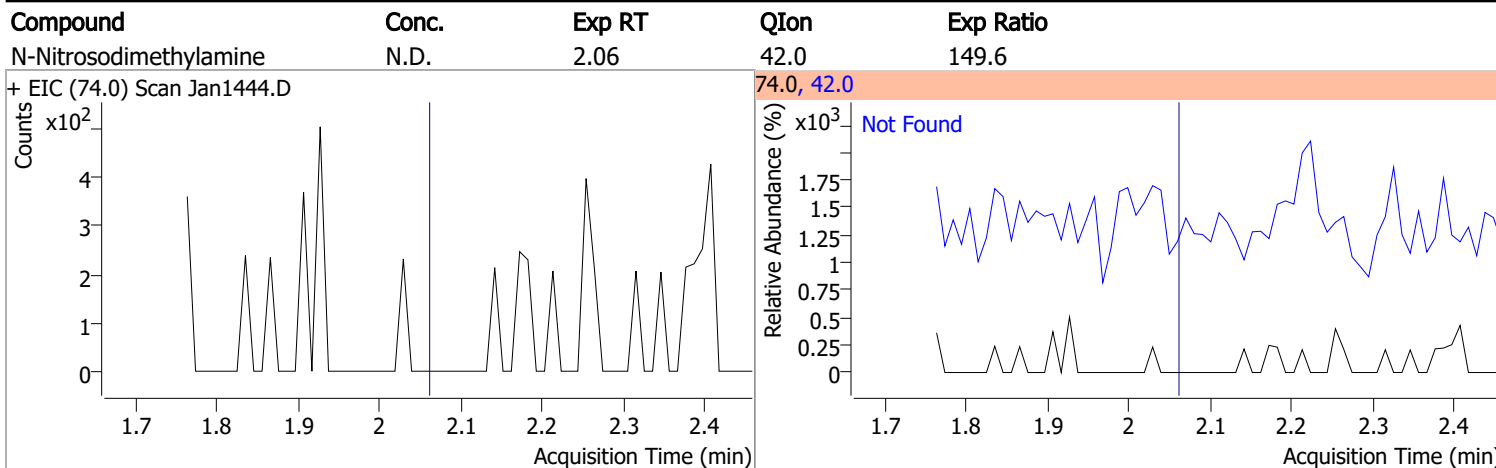 Compound Conc. Exp RT QIon Exp Ratio
N-Nitrosodimethylamine N.D. 2.06 42.0 149.6
+ EIC (74.0) Scan Jan1444.D
Counts
x10²
4
3
2
1
0
1.7 1.8 1.9 2 2.1 2.2 2.3 2.4
Acquisition Time (min)
74.0, 42.0
Relative Abundance (%)
x10³
Not Found
1.75
1.5
1.25
1
0.75
0.5
0.25
0
1.7 1.8 1.9 2 2.1 2.2 2.3 2.4
Acquisition Time (min)